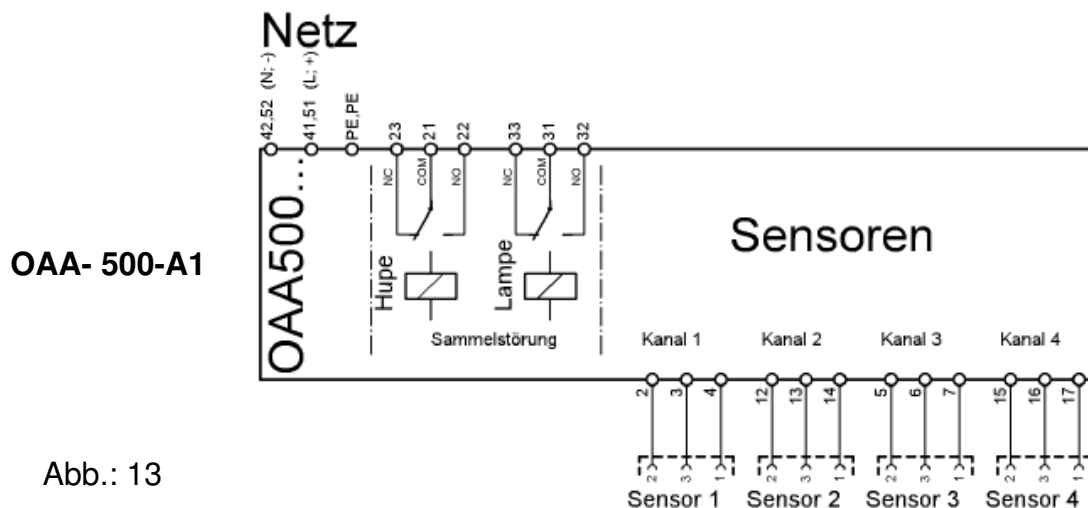 Netz
42,52 (N; -)
41,51 (L; +)
PE,PE
23
21
22
33
31
32
NC
COM
NO
NC
COM
NO
OAA500...
OAA- 500-A1
Hupe
Lampe
Sensoren
Sammelstörung
Kanal 1 Kanal 2 Kanal 3 Kanal 4
2 3 4 12 13 14 5 6 7 15 16 17
2 3 1 2 3 1 2 3 1 2 3 1
Sensor 1 Sensor 2 Sensor 3 Sensor 4
Abb.: 13